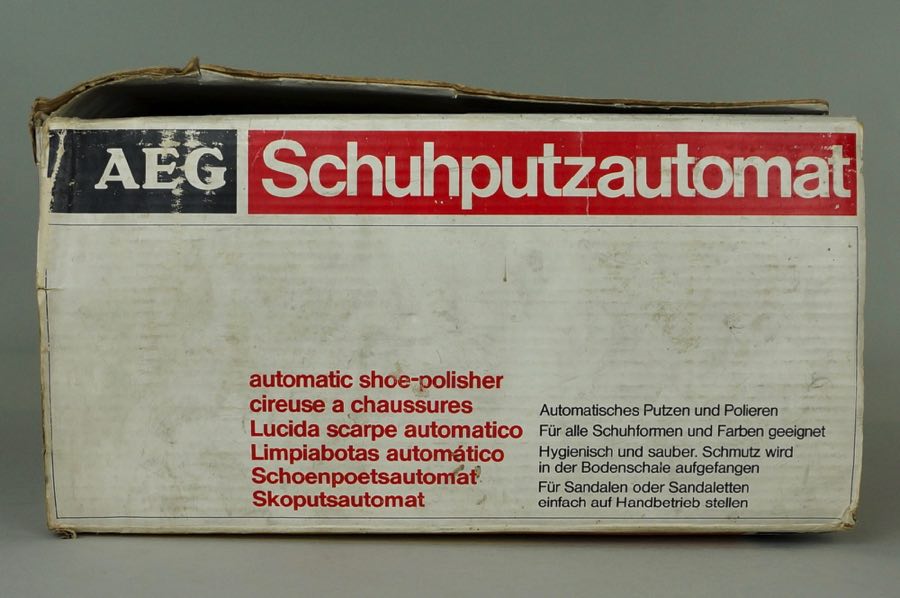 AEG Schuhputzautomat
automatic shoe-polisher
cireuse a chaussures
Lucida scarpe automatico
Limpiabotas automático
Schoenpoetsautomat
Skoputsautomat
Automatisches Putzen und Polieren
Für alle Schuhformen und Farben geeignet
Hygienisch und sauber. Schmutz wird
in der Bodenschale aufgefangen
Für Sandalen oder Sandaletten
einfach auf Handbetrieb stellen